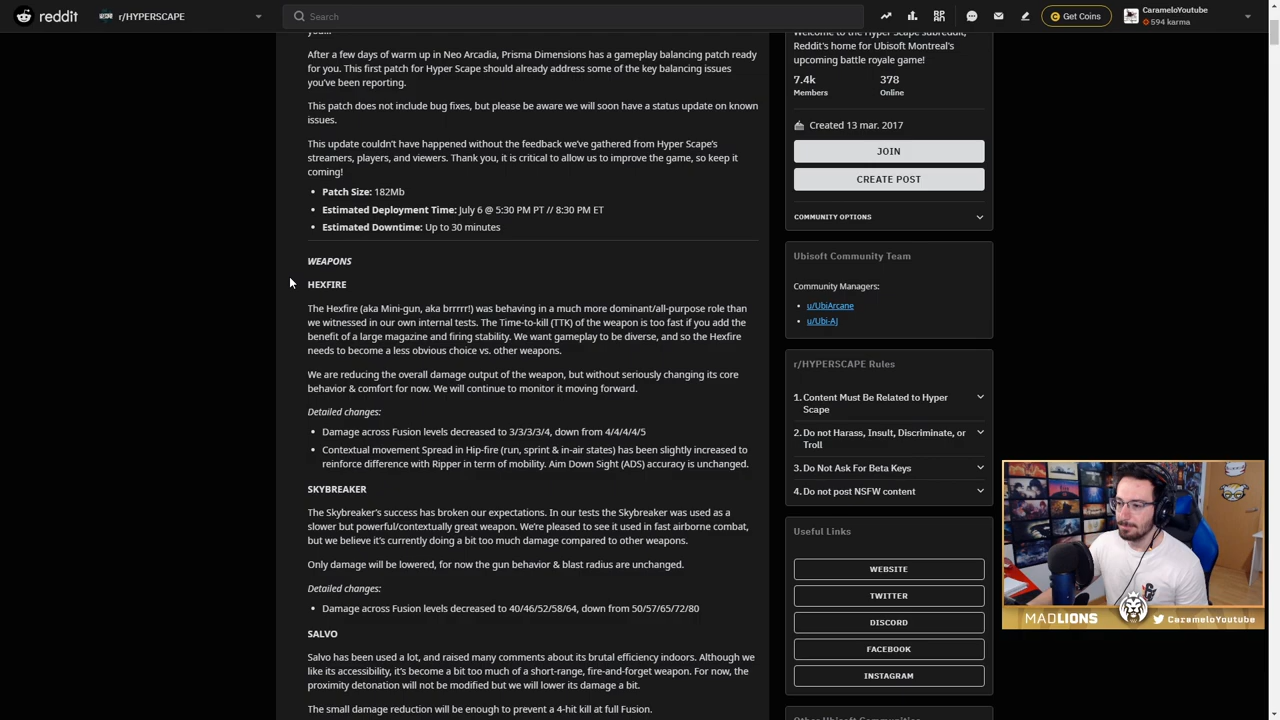 reddit
r/HYPERSCAPE
Search
Get Coins
CarameloYoutube
594 karma
After a few days of warm up in Neo Arcadia, Prisma Dimensions has a gameplay balancing patch ready
for you. This first patch for Hyper Scape should already address some of the key balancing issues
you've been reporting.
This patch does not include bug fixes, but please be aware we will soon have a status update on known
issues.
This update couldn't have happened without the feedback we've gathered from Hyper Scape's
streamers, players, and viewers. Thank you, it is critical to allow us to improve the game, so keep it
coming!
• Patch Size: 182Mb
• Estimated Deployment Time: July 6 @ 5:30 PM PT // 8:30 PM ET
• Estimated Downtime: Up to 30 minutes
WEAPONS
HEXFIRE
The Hexfire (aka Mini-gun, aka brrrrr!) was behaving in a much more dominant/all-purpose role than
we witnessed in our own internal tests. The Time-to-kill (TTK) of the weapon is too fast if you add the
benefit of a large magazine and firing stability. We want gameplay to be diverse, and so the Hexfire
needs to become a less obvious choice vs. other weapons.
We are reducing the overall damage output of the weapon, but without seriously changing its core
behavior & comfort for now. We will continue to monitor it moving forward.
Detailed changes:
• Damage across Fusion levels decreased to 3/3/3/3/4, down from 4/4/4/4/5
• Contextual movement Spread in Hip-fire (run, sprint & in-air states) has been slightly increased to
reinforce difference with Ripper in term of mobility. Aim Down Sight (ADS) accuracy is unchanged.
SKYBREAKER
The Skybreaker's success has broken our expectations. In our tests the Skybreaker was used as a
slower but powerful/contextually great weapon. We're pleased to see it used in fast airborne combat,
but we believe it's currently doing a bit too much damage compared to other weapons.
Only damage will be lowered, for now the gun behavior & blast radius are unchanged.
Detailed changes:
• Damage across Fusion levels decreased to 40/46/52/58/64, down from 50/57/65/72/80
SALVO
Salvo has been used a lot, and raised many comments about its brutal efficiency indoors. Although we
like its accessibility, it's become a bit too much of a short-range, fire-and-forget weapon. For now, the
proximity detonation will not be modified but we will lower its damage a bit.
The small damage reduction will be enough to prevent a 4-hit kill at full Fusion.
Welcome to the Hyper Scape subreddit,
Reddit's home for Ubisoft Montreal's
upcoming battle royale game!
7.4k 378
Members Online
Created 13 mar. 2017
JOIN
CREATE POST
COMMUNITY OPTIONS
Ubisoft Community Team
Community Managers:
• u/UbiArcane
• u/Ubi-AJ
r/HYPERSCAPE Rules
1. Content Must Be Related to Hyper
Scape
2. Do not Harass, Insult, Discriminate, or
Troll
3. Do Not Ask For Beta Keys
4. Do not post NSFW content
Useful Links
WEBSITE
TWITTER
DISCORD
FACEBOOK
INSTAGRAM
MADLIONS
CarameloYoutube